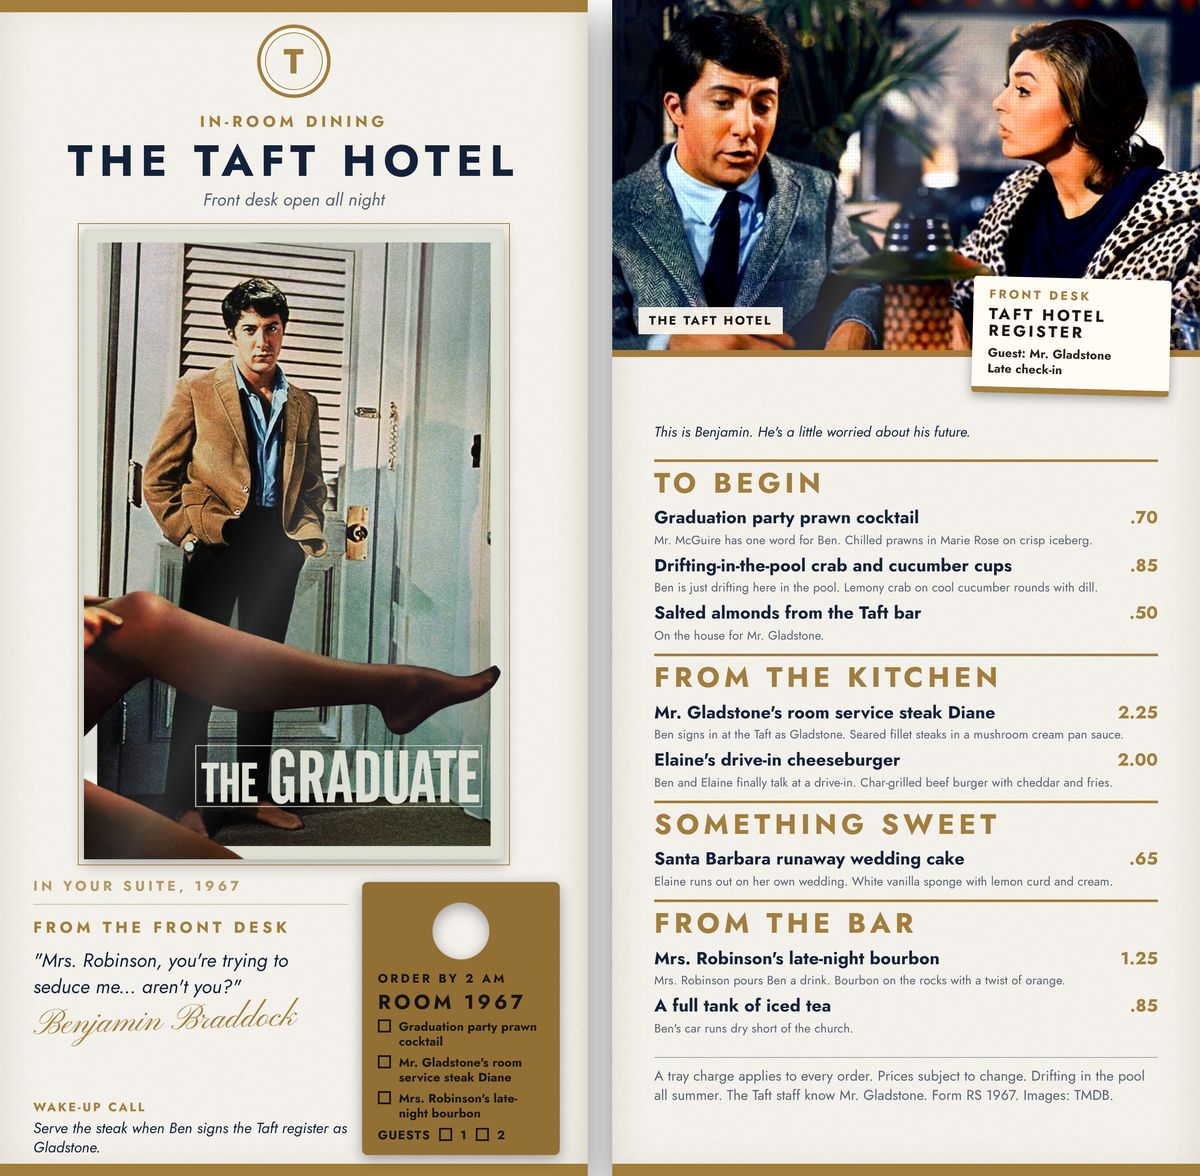 T
IN-ROOM DINING
THE TAFT HOTEL
Front desk open all night
THE GRADUATE
IN YOUR SUITE, 1967
FROM THE FRONT DESK
"Mrs. Robinson, you're trying to
seduce me... aren't you?"
Benjamin Braddock
WAKE-UP CALL
Serve the steak when Ben signs the Taft register as
Gladstone.
ORDER BY 2 AM
ROOM 1967
Graduation party prawn
cocktail
Mr. Gladstone's room
service steak Diane
Mrs. Robinson's late-
night bourbon
GUESTS 1 2
THE TAFT HOTEL
FRONT DESK
TAFT HOTEL
REGISTER
Guest: Mr. Gladstone
Late check-in
This is Benjamin. He's a little worried about his future.
TO BEGIN
Graduation party prawn cocktail .70
Mr. McGuire has one word for Ben. Chilled prawns in Marie Rose on crisp iceberg.
Drifting-in-the-pool crab and cucumber cups .85
Ben is just drifting here in the pool. Lemony crab on cool cucumber rounds with dill.
Salted almonds from the Taft bar .50
On the house for Mr. Gladstone.
FROM THE KITCHEN
Mr. Gladstone's room service steak Diane 2.25
Ben signs in at the Taft as Gladstone. Seared fillet steaks in a mushroom cream pan sauce.
Elaine's drive-in cheeseburger 2.00
Ben and Elaine finally talk at a drive-in. Char-grilled beef burger with cheddar and fries.
SOMETHING SWEET
Santa Barbara runaway wedding cake .65
Elaine runs out on her own wedding. White vanilla sponge with lemon curd and cream.
FROM THE BAR
Mrs. Robinson's late-night bourbon 1.25
Mrs. Robinson pours Ben a drink. Bourbon on the rocks with a twist of orange.
A full tank of iced tea .85
Ben's car runs dry short of the church.
A tray charge applies to every order. Prices subject to change. Drifting in the pool
all summer. The Taft staff know Mr. Gladstone. Form RS 1967. Images: TMDB.